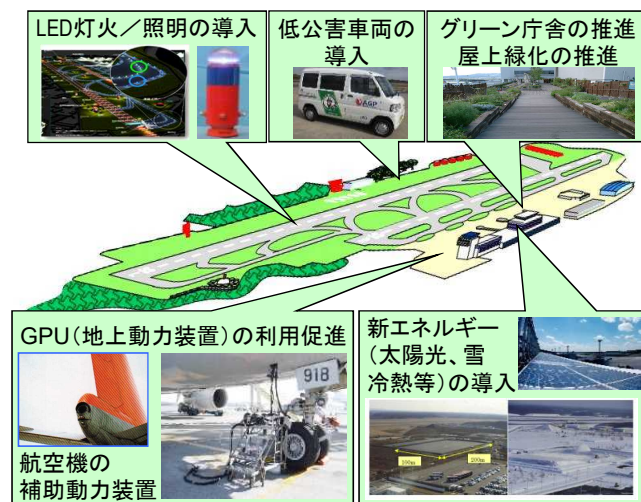 LED灯火／照明の導入
低公害車両の
導入
AGP
グリーン庁舎の推進
屋上緑化の推進
GPU（地上動力装置）の利用促進
918
航空機の
補助動力装置
新エネルギー
（太陽光、雪
冷熱等）の導入
100m
200m